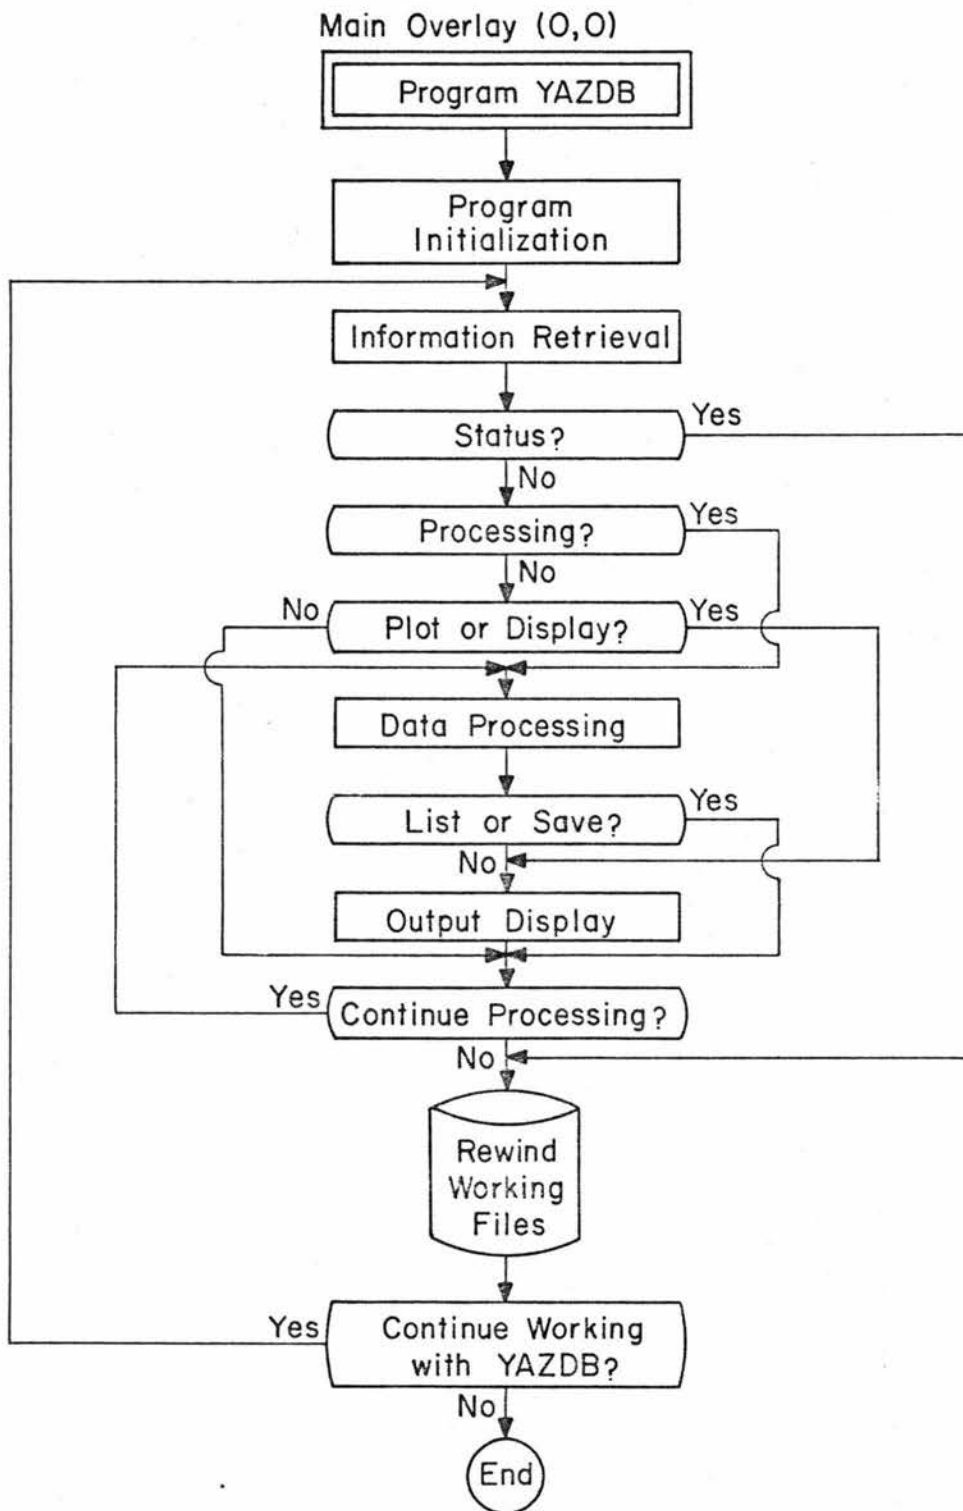 Main Overlay (0,0)
Program YAZDB
Program
Initialization
Information Retrieval
Status?
Yes
No
Processing?
Yes
No
No
Plot or Display?
Yes
Data Processing
List or Save?
Yes
No
Output Display
Yes
Continue Processing?
No
Rewind
Working
Files
Yes
Continue Working
with YAZDB?
No
End